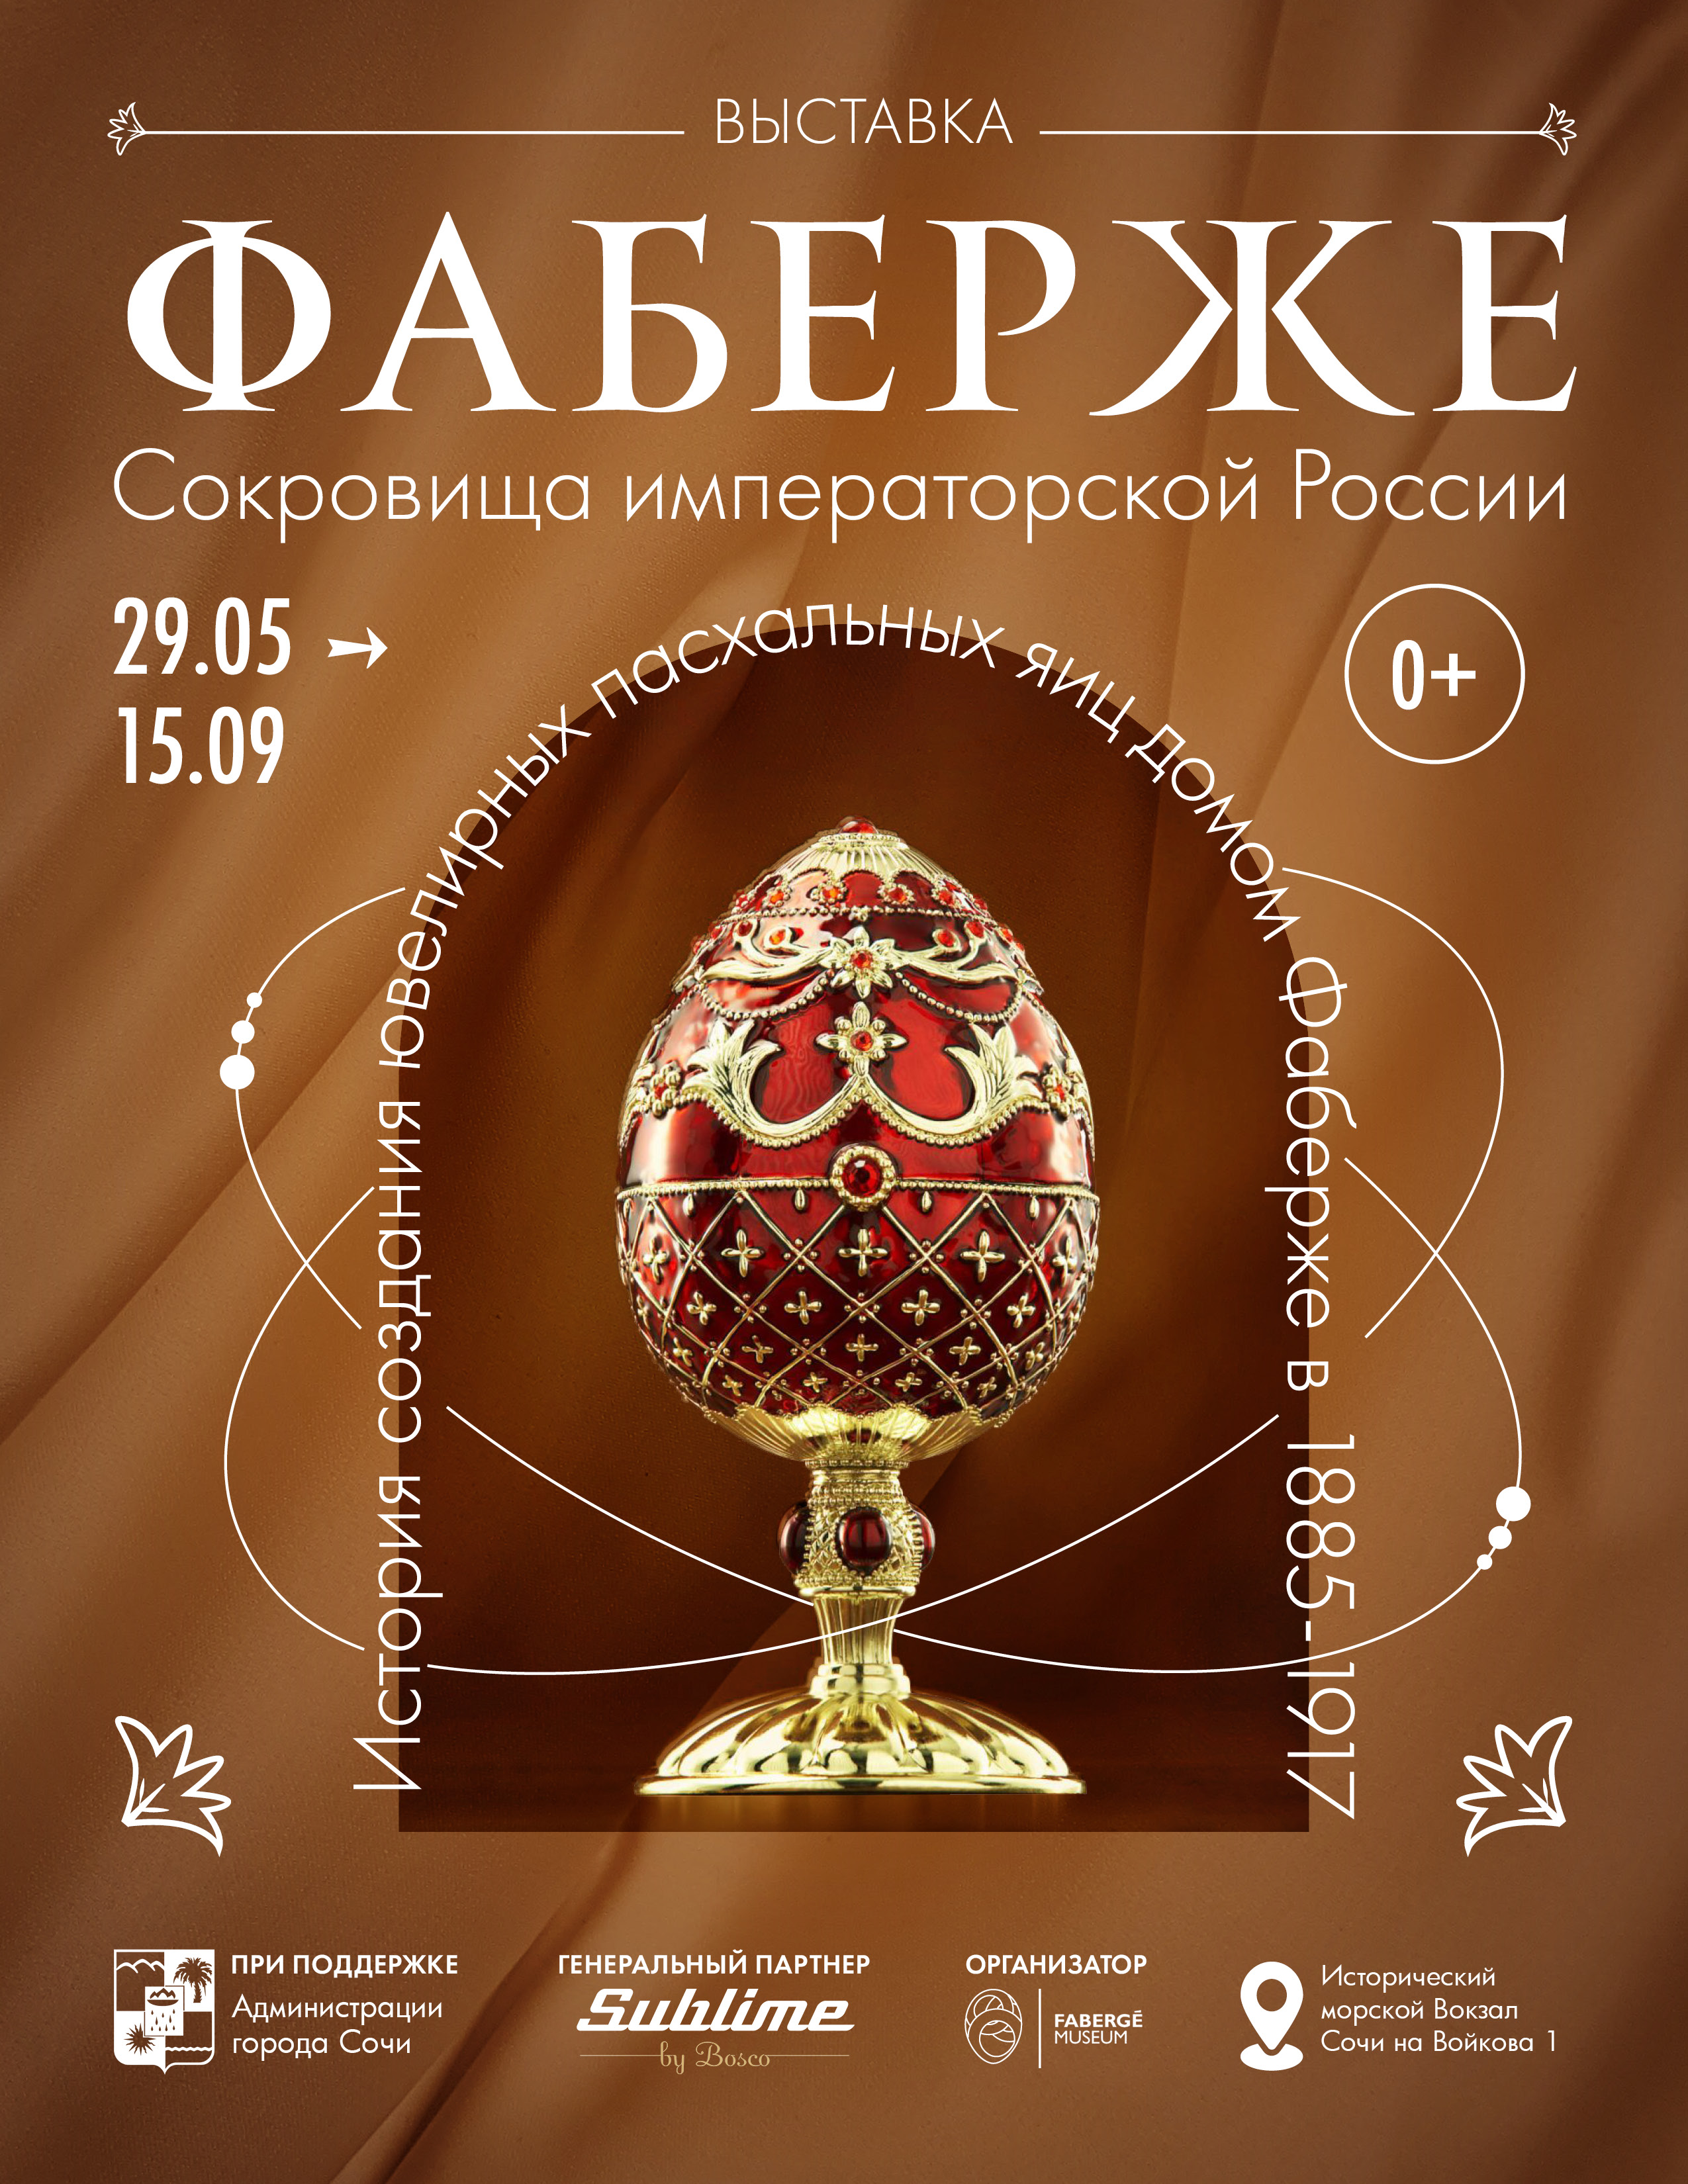 ВЫСТАВКА
ФАБЕРЖЕ
Сокровища императорской России
29.05
15.09
0+
История создания ювелирных пасхальных яиц домом Фаберже в 1885-1917
ПРИ ПОДДЕРЖКЕ
Администрации
города Сочи
ГЕНЕРАЛЬНЫЙ ПАРТНЕР
Sublime
by Bosco
ОРГАНИЗАТОР
FABERGÉ
MUSEUM
Исторический
морской Вокзал
Сочи на Войкова 1